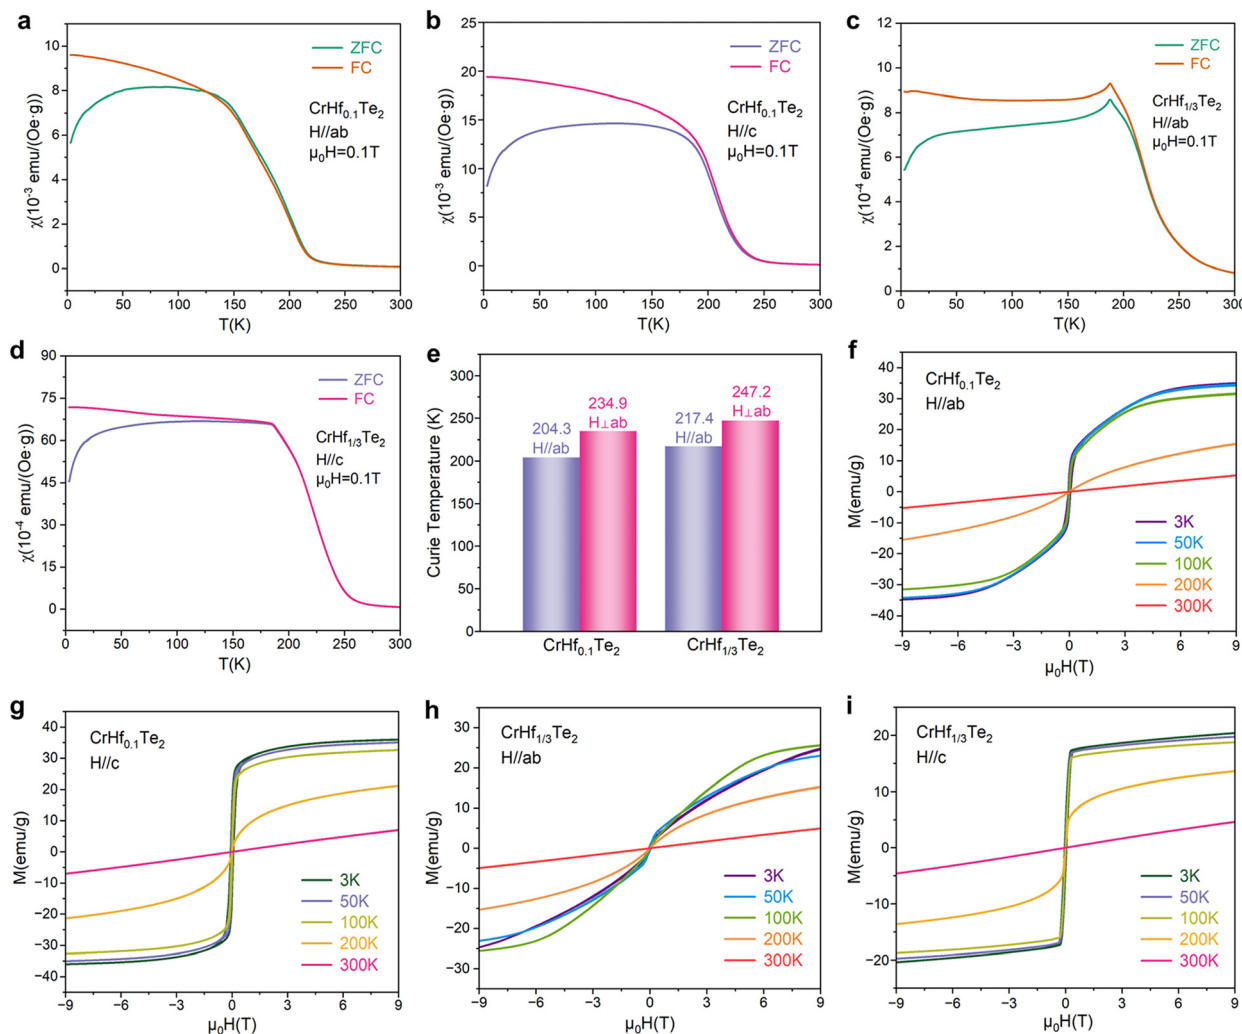 a
10
8
6
4
2
0
χ(10⁻³ emu/(Oe·g))
0 50 100 150 200 250 300
T(K)
ZFC
FC
CrHf₀.₁Te₂
H//ab
μ₀H=0.1T
b
25
20
15
10
5
0
χ(10⁻³ emu/(Oe·g))
0 50 100 150 200 250 300
T(K)
ZFC
FC
CrHf₀.₁Te₂
H//c
μ₀H=0.1T
c
12
10
8
6
4
2
0
χ(10⁻⁴ emu/(Oe·g))
0 50 100 150 200 250 300
T(K)
ZFC
FC
CrHf₁/₃Te₂
H//ab
μ₀H=0.1T
d
90
75
60
45
30
15
0
χ(10⁻⁴ emu/(Oe·g))
0 50 100 150 200 250 300
T(K)
ZFC
FC
CrHf₁/₃Te₂
H//c
μ₀H=0.1T
e
300
250
200
150
100
50
0
Curie Temperature (K)
204.3
H//ab
234.9
H⊥ab
217.4
H//ab
247.2
H⊥ab
CrHf₀.₁Te₂ CrHf₁/₃Te₂
f
40
30
20
10
0
−10
−20
−30
−40
M(emu/g)
−9 −6 −3 0 3 6 9
μ₀H(T)
CrHf₀.₁Te₂
H//ab
3K
50K
100K
200K
300K
g
40
30
20
10
0
−10
−20
−30
−40
M(emu/g)
−9 −6 −3 0 3 6 9
μ₀H(T)
CrHf₀.₁Te₂
H//c
3K
50K
100K
200K
300K
h
30
20
10
0
−10
−20
−30
M(emu/g)
−9 −6 −3 0 3 6 9
μ₀H(T)
CrHf₁/₃Te₂
H//ab
3K
50K
100K
200K
300K
i
20
10
0
−10
−20
M(emu/g)
−9 −6 −3 0 3 6 9
μ₀H(T)
CrHf₁/₃Te₂
H//c
3K
50K
100K
200K
300K